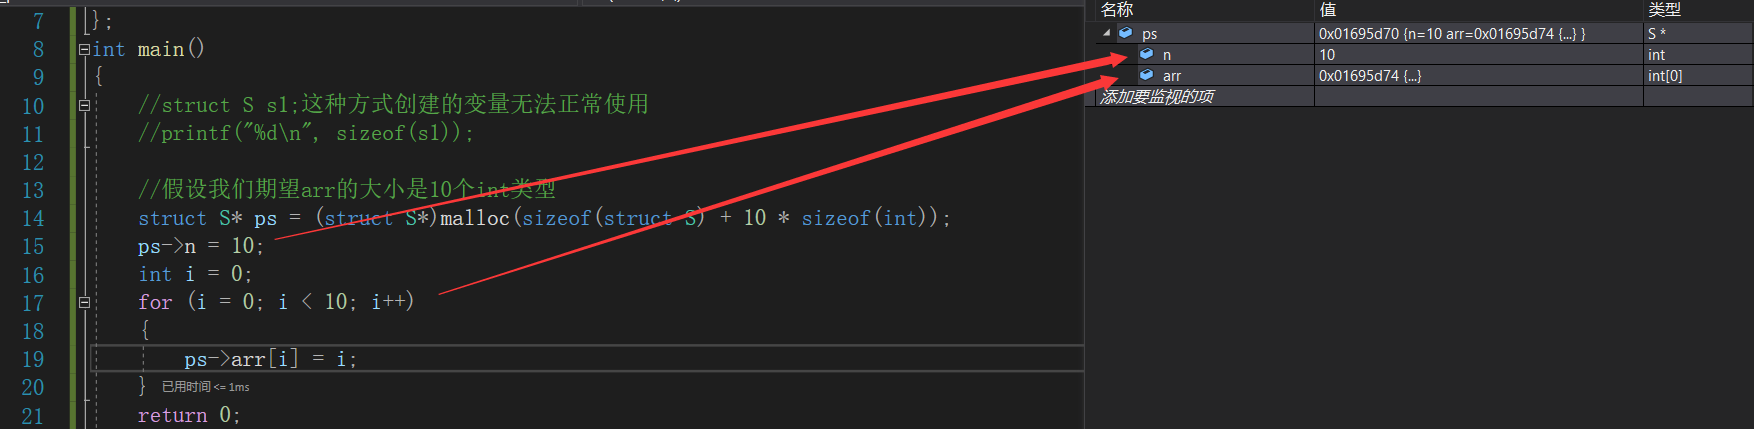 7 };
8 int main()
9 {
10 //struct S s1;这种方式创建的变量无法正常使用
11 //printf("%d\n", sizeof(s1));
12
13 //假设我们期望arr的大小是10个int类型
14 struct S* ps = (struct S*)malloc(sizeof(struct S) + 10 * sizeof(int));
15 ps->n = 10;
16 int i = 0;
17 for (i = 0; i < 10; i++)
18 {
19 ps->arr[i] = i;
20 } 已用时间 <= 1ms
21 return 0;
名称 值 类型
ps 0x01695d70 {n=10 arr=0x01695d74 {...} } S *
n 10 int
arr 0x01695d74 {...} int[0]
添加要监视的项